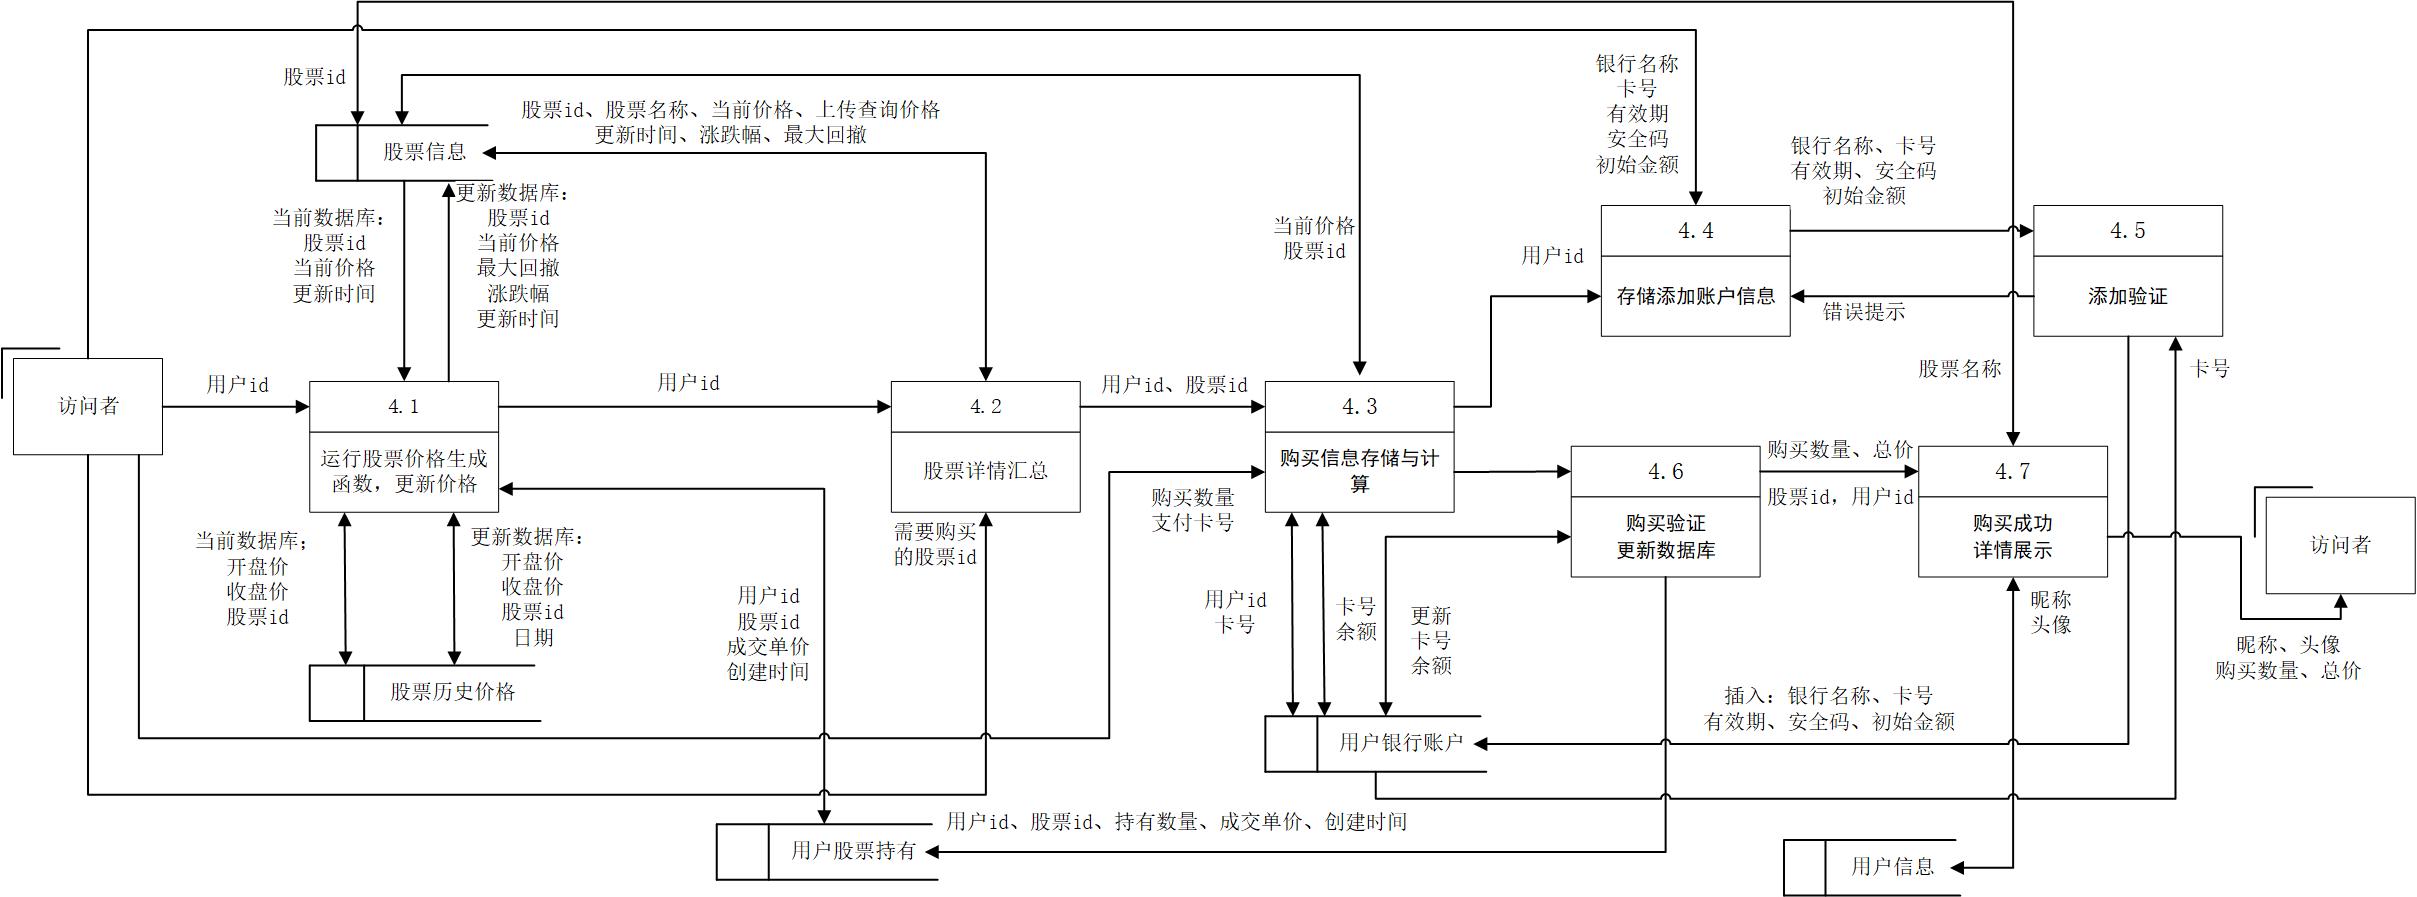 股票id
股票信息
股票id、股票名称、当前价格、上传查询价格
更新时间、涨跌幅、最大回撤
当前数据库：
股票id
当前价格
更新时间
更新数据库：
股票id
当前价格
最大回撤
涨跌幅
更新时间
当前价格
股票id
银行名称
卡号
有效期
安全码
初始金额
银行名称、卡号
有效期、安全码
初始金额
用户id
4.4
存储添加账户信息
4.5
添加验证
错误提示
股票名称
卡号
访问者
用户id
4.1
运行股票价格生成
函数，更新价格
用户id
4.2
股票详情汇总
用户id、股票id
4.3
购买信息存储与计
算
购买数量
支付卡号
4.6
购买验证
更新数据库
购买数量、总价
股票id，用户id
4.7
购买成功
详情展示
访问者
当前数据库；
开盘价
收盘价
股票id
更新数据库：
开盘价
收盘价
股票id
日期
需要购买
的股票id
用户id
股票id
成交单价
创建时间
用户id
卡号
卡号
余额
更新
卡号
余额
昵称
头像
昵称、头像
购买数量、总价
股票历史价格
插入：银行名称、卡号
有效期、安全码、初始金额
用户银行账户
用户id、股票id、持有数量、成交单价、创建时间
用户股票持有
用户信息